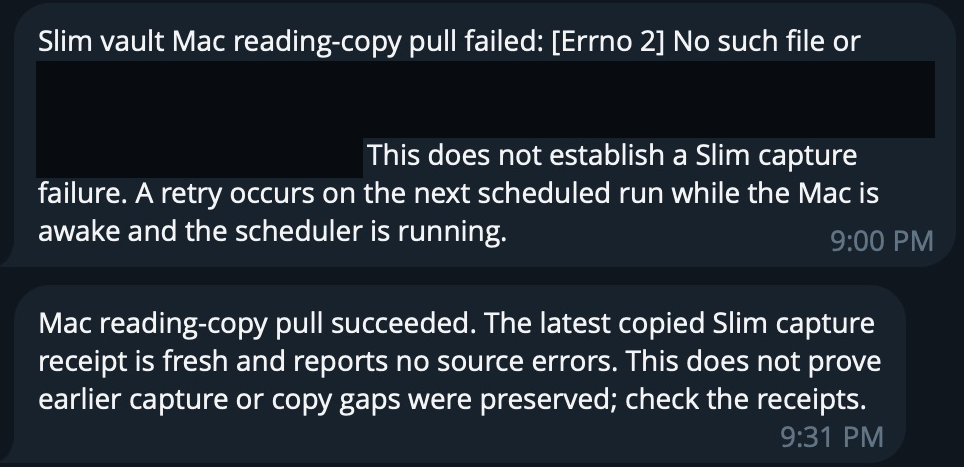 Slim vault Mac reading-copy pull failed: [Errno 2] No such file or
This does not establish a Slim capture
failure. A retry occurs on the next scheduled run while the Mac is
awake and the scheduler is running.
9:00 PM
Mac reading-copy pull succeeded. The latest copied Slim capture
receipt is fresh and reports no source errors. This does not prove
earlier capture or copy gaps were preserved; check the receipts.
9:31 PM